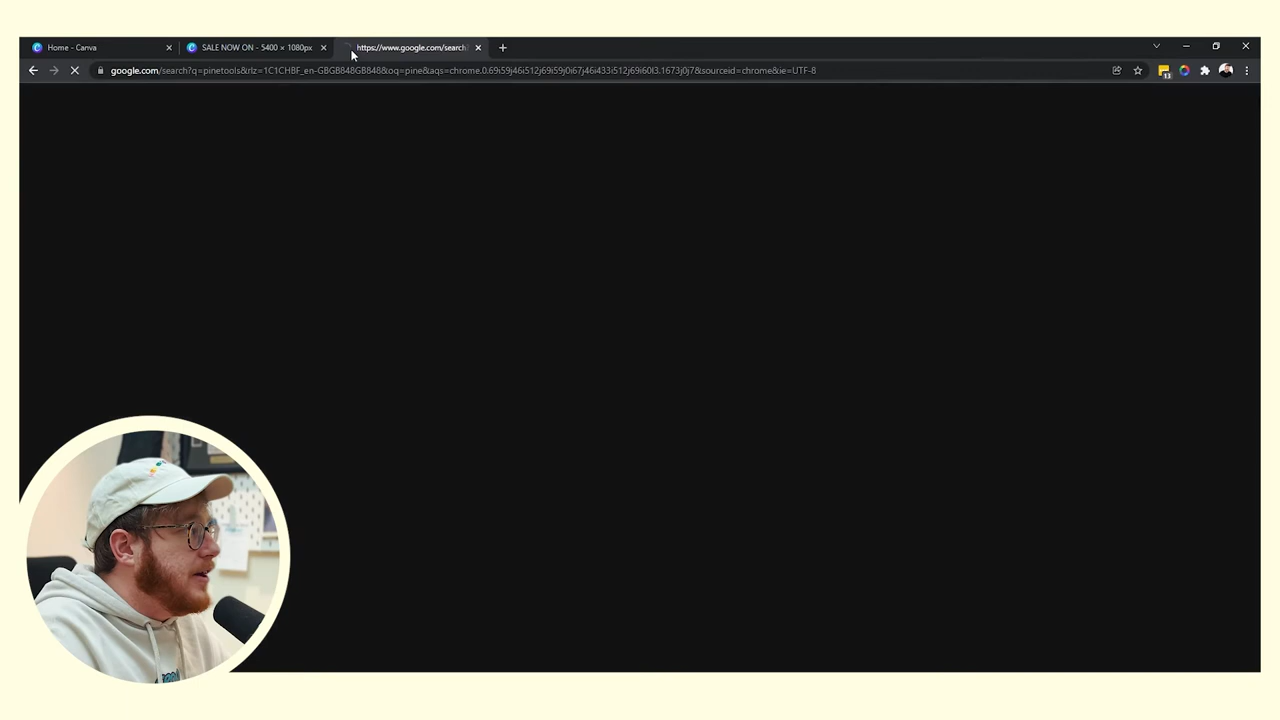 Home - Canva
SALE NOW ON - 5400 × 1080px
https://www.google.com/search?
google.com/search?q=pinetools&rlz=1C1CHBF_en-GBGB848GB848&oq=pine&aqs=chrome.0.69i59j46i512j69i59j0i67j46i433i512j69i60l3.1673j0j7&sourceid=chrome&ie=UTF-8
13